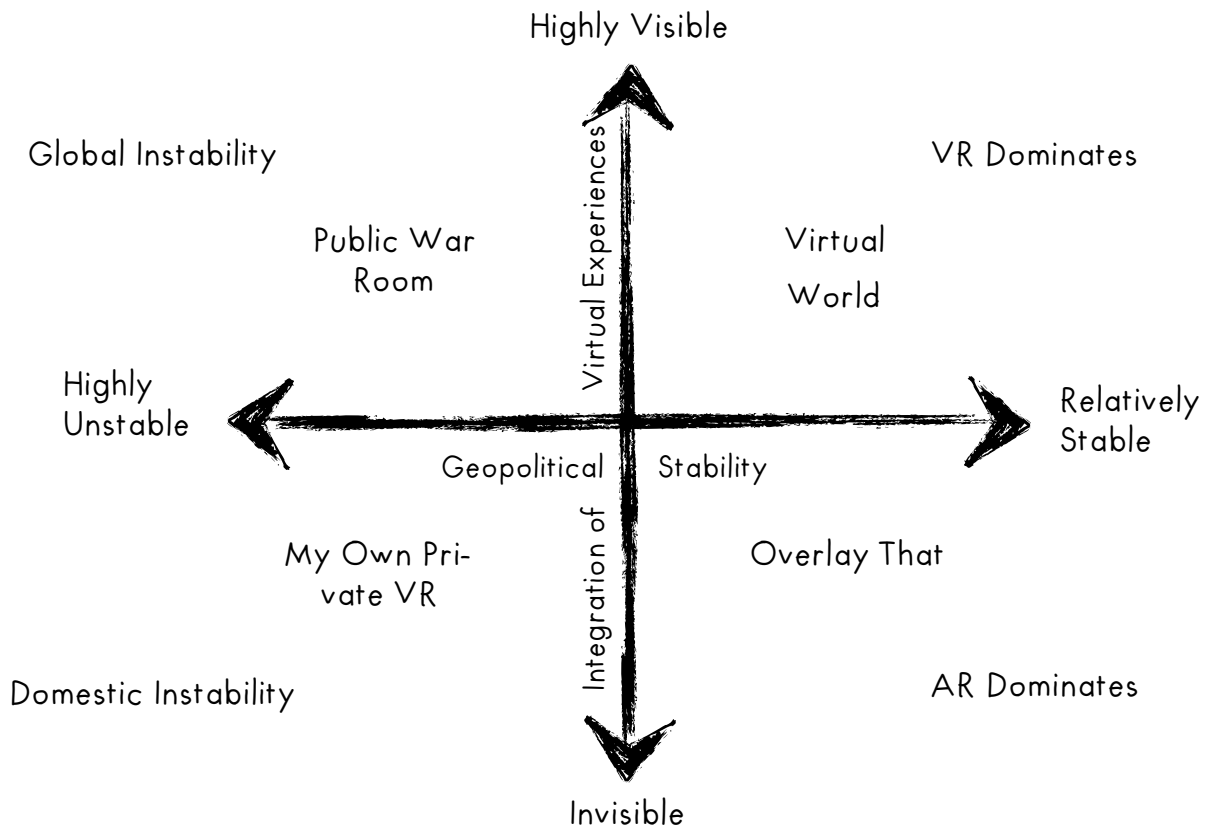 Highly Visible
Global Instability
VR Dominates
Public War
Room
Virtual
World
Integration of Virtual Experiences
Highly
Unstable
Relatively
Stable
Geopolitical Stability
My Own Pri-
vate VR
Overlay That
Domestic Instability
AR Dominates
Invisible